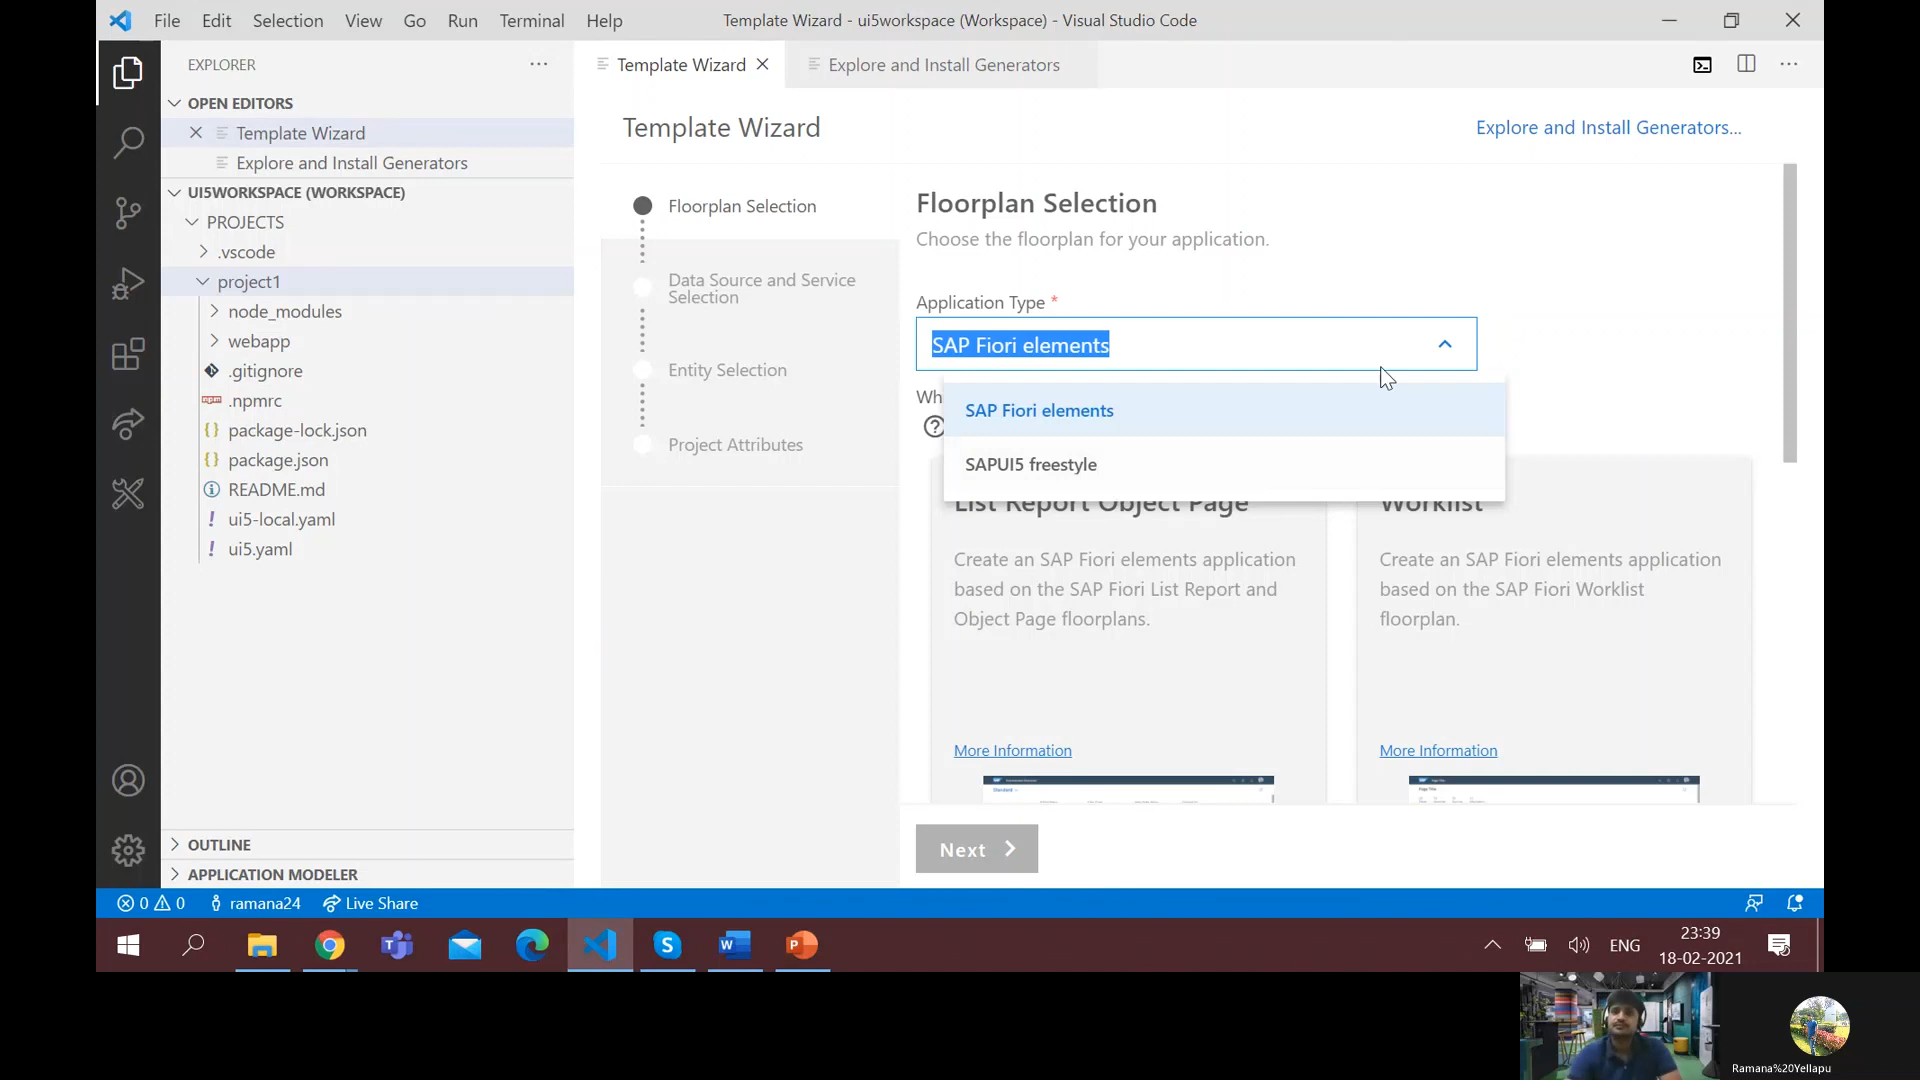 File Edit Selection View Go Run Terminal Help
Template Wizard - ui5workspace (Workspace) - Visual Studio Code
EXPLORER
OPEN EDITORS
Template Wizard
Explore and Install Generators
UI5WORKSPACE (WORKSPACE)
PROJECTS
.vscode
project1
node_modules
webapp
.gitignore
.npmrc
package-lock.json
package.json
README.md
ui5-local.yaml
ui5.yaml
OUTLINE
APPLICATION MODELER
Template Wizard
Explore and Install Generators
Template Wizard
Explore and Install Generators...
Floorplan Selection
Data Source and Service
Selection
Entity Selection
Project Attributes
Floorplan Selection
Choose the floorplan for your application.
Application Type *
SAP Fiori elements
Wh
SAP Fiori elements
SAPUI5 freestyle
List Report Object Page
Create an SAP Fiori elements application
based on the SAP Fiori List Report and
Object Page floorplans.
More Information
Worklist
Create an SAP Fiori elements application
based on the SAP Fiori Worklist
floorplan.
More Information
Next
0 0 ramana24 Live Share
ENG
23:39
18-02-2021
Ramana%20Yellapu